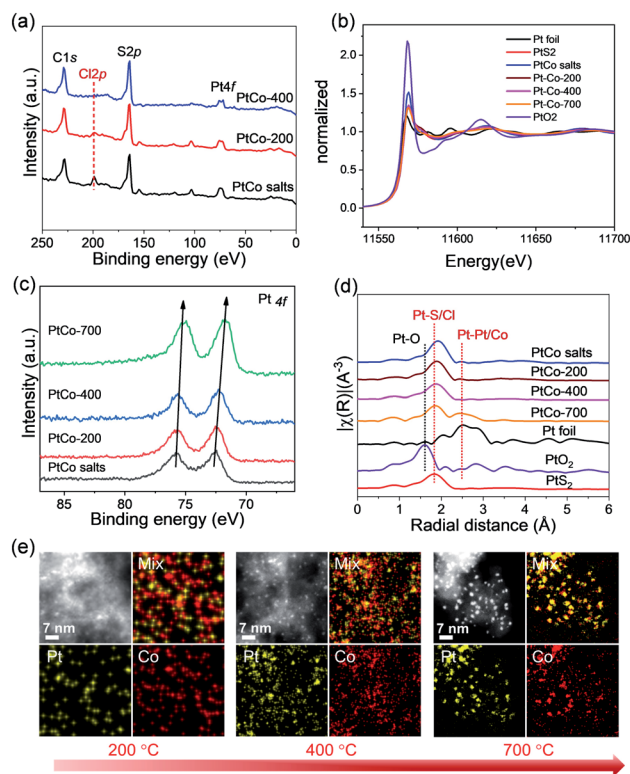 (a)
C1s
S2p
Cl2p
Pt4f
PtCo-400
PtCo-200
PtCo salts
Intensity (a.u.)
250 200 150 100 50 0
Binding energy (eV)
(b)
Pt foil
PtS2
PtCo salts
Pt-Co-200
Pt-Co-400
Pt-Co-700
PtO2
normalized
2.0
1.5
1.0
0.5
0.0
11550 11600 11650 11700
Energy(eV)
(c)
Pt 4f
PtCo-700
PtCo-400
PtCo-200
PtCo salts
Intensity (a.u.)
85 80 75 70
Binding energy (eV)
(d)
Pt-S/Cl
Pt-O
Pt-Pt/Co
PtCo salts
PtCo-200
PtCo-400
PtCo-700
Pt foil
PtO2
PtS2
|χ(R)|(A-3)
0 1 2 3 4 5 6
Radial distance (Å)
(e)
Mix
7 nm
Pt
Co
Mix
7 nm
Pt
Co
Mix
7 nm
Pt
Co
200 °C 400 °C 700 °C